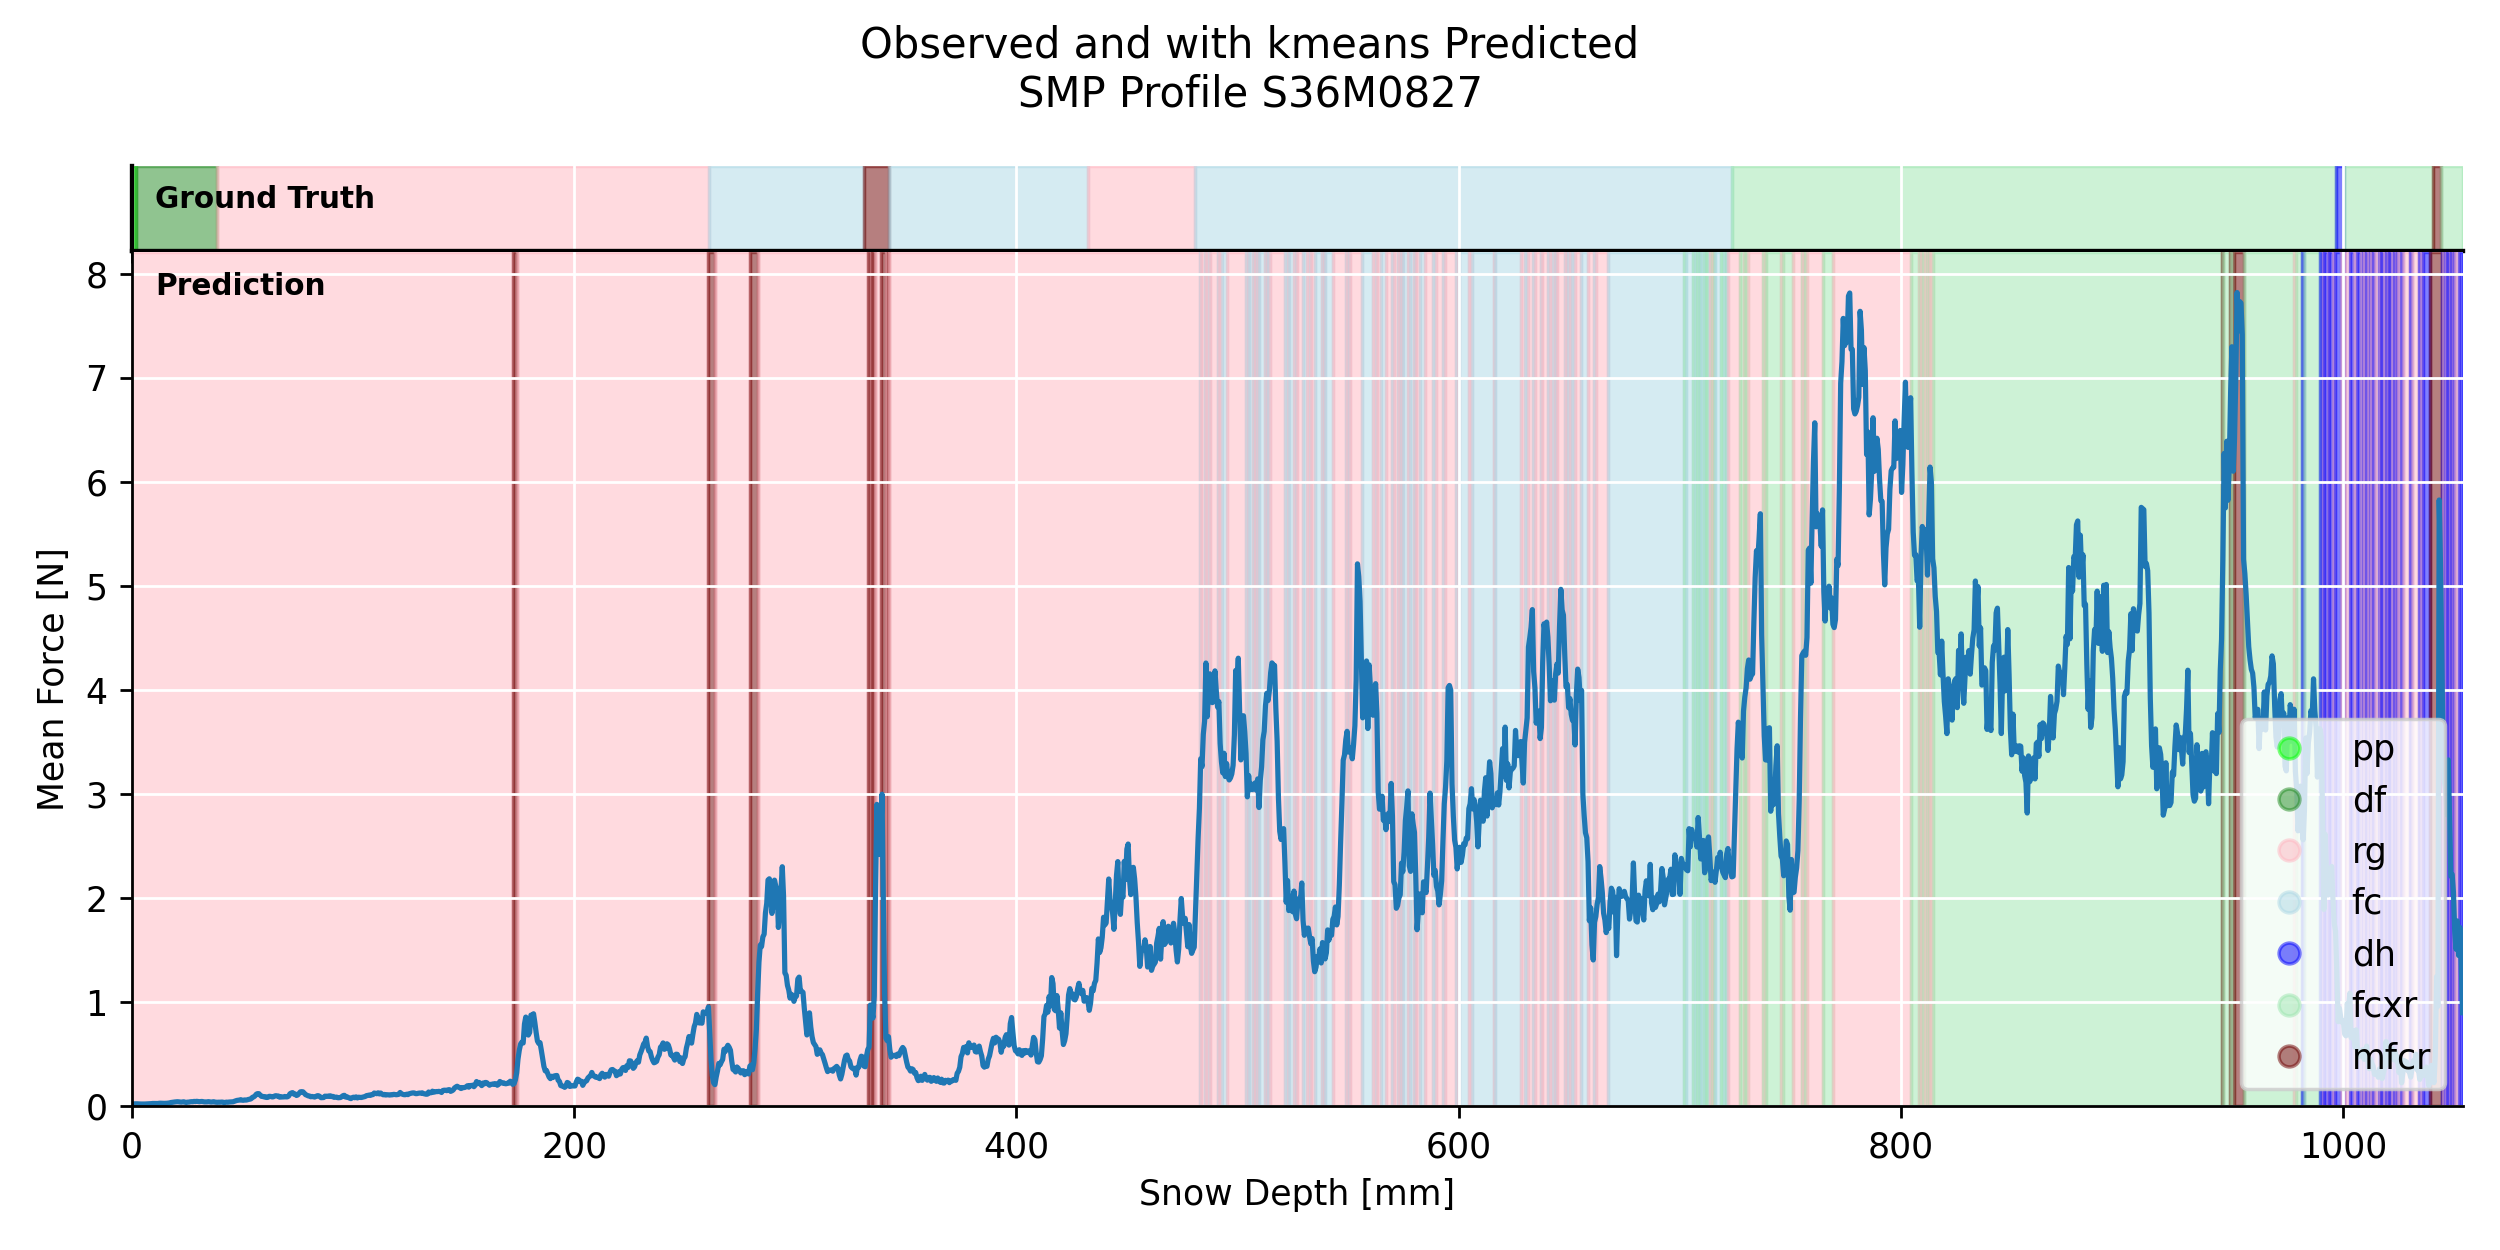 Observed and with kmeans Predicted
SMP Profile S36M0827
Ground Truth
Prediction
8
7
6
5
4
3
2
1
0
Mean Force [N]
pp
df
rg
fc
dh
fcxr
mfcr
0 200 400 600 800 1000
Snow Depth [mm]